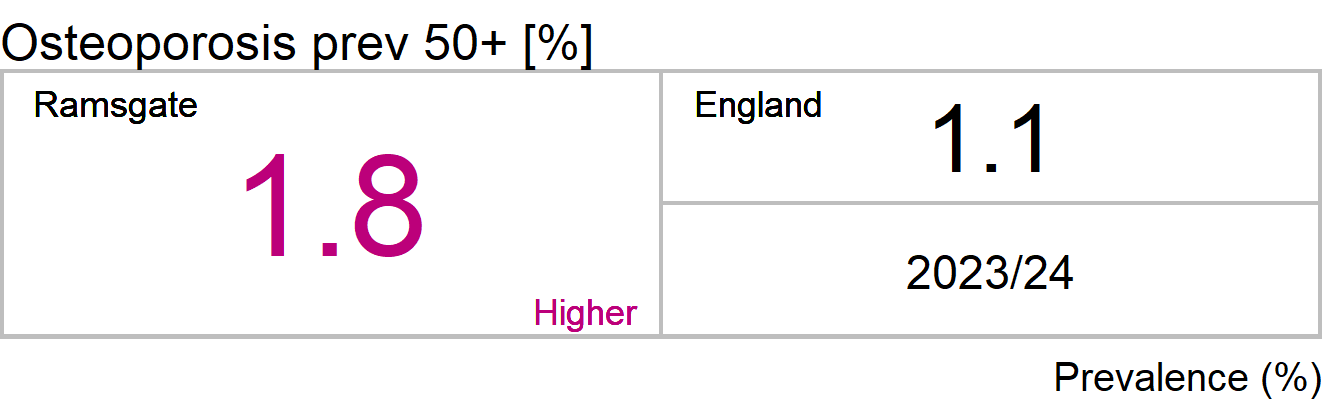 Osteoporosis prev 50+ [%]
Ramsgate
1.8
Higher
England
1.1
2023/24
Prevalence (%)